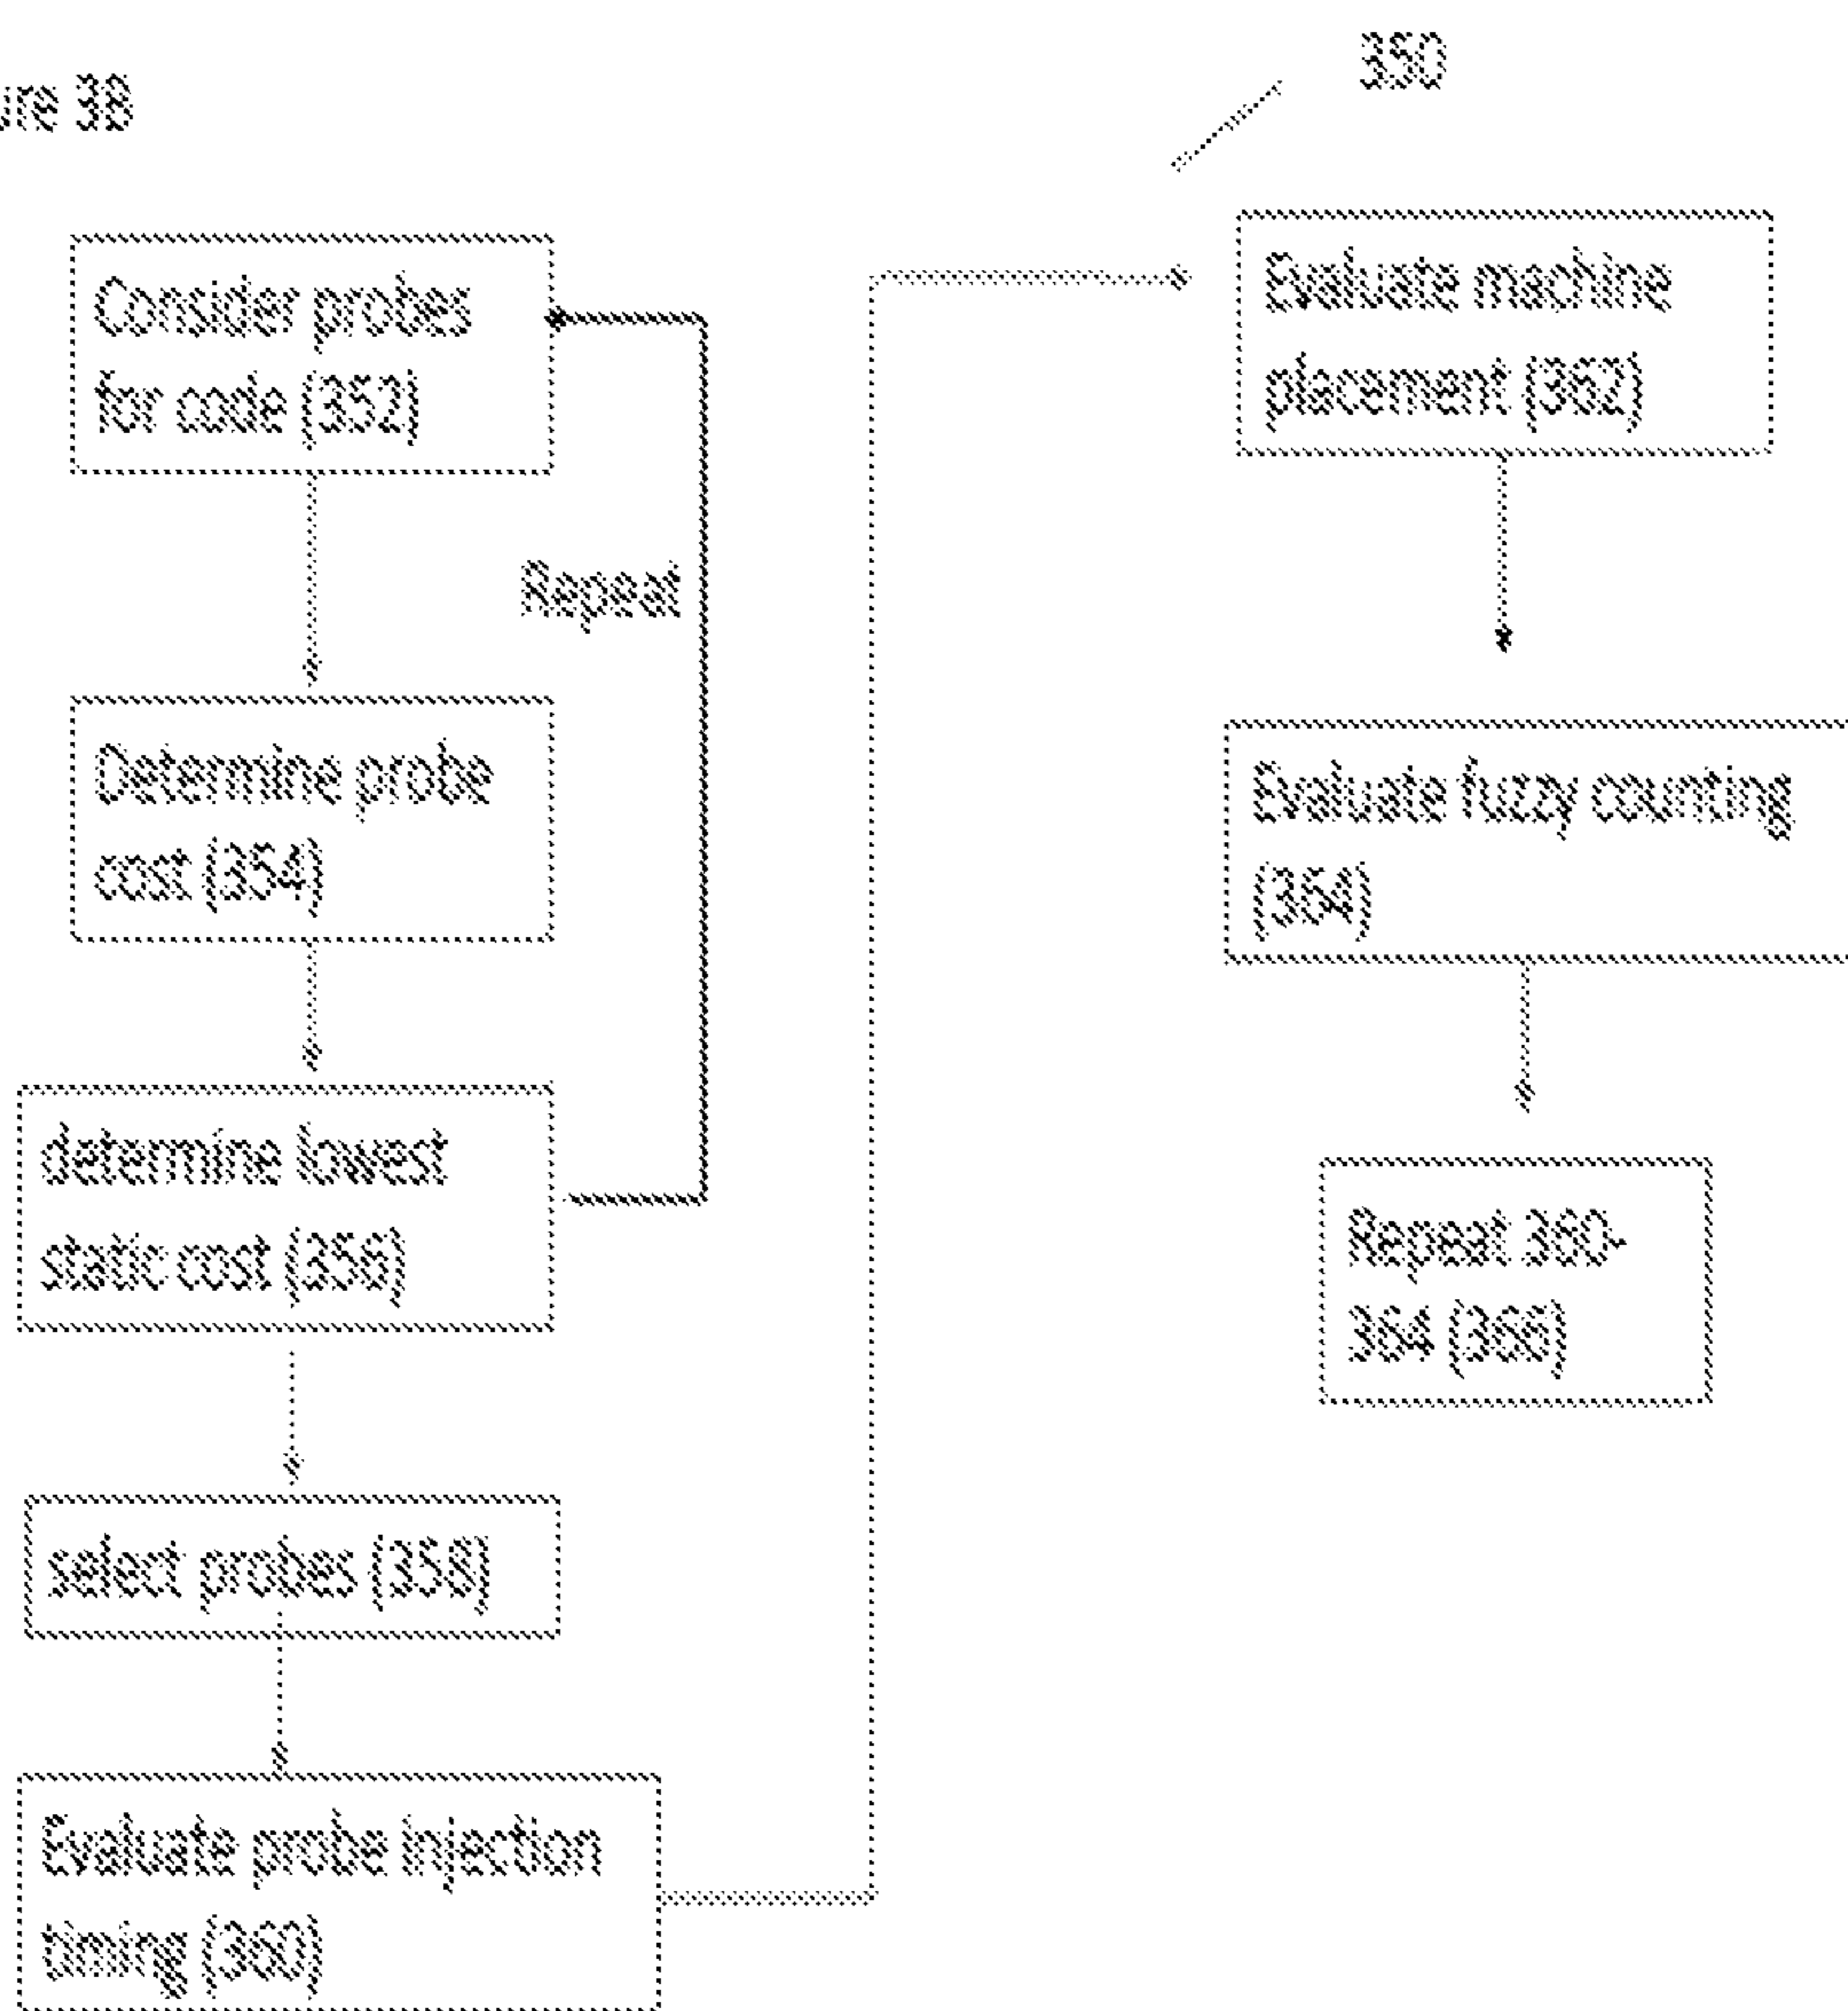 ure 3B
350
Consider probes
for code (352)
Repeat
Determine probe
cost (354)
determine lowest
static cost (356)
select probes (358)
Evaluate probe injection
timing (360)
Evaluate machine
placement (362)
Evaluate fuzzy counting
(364)
Repeat 360-
364 (366)